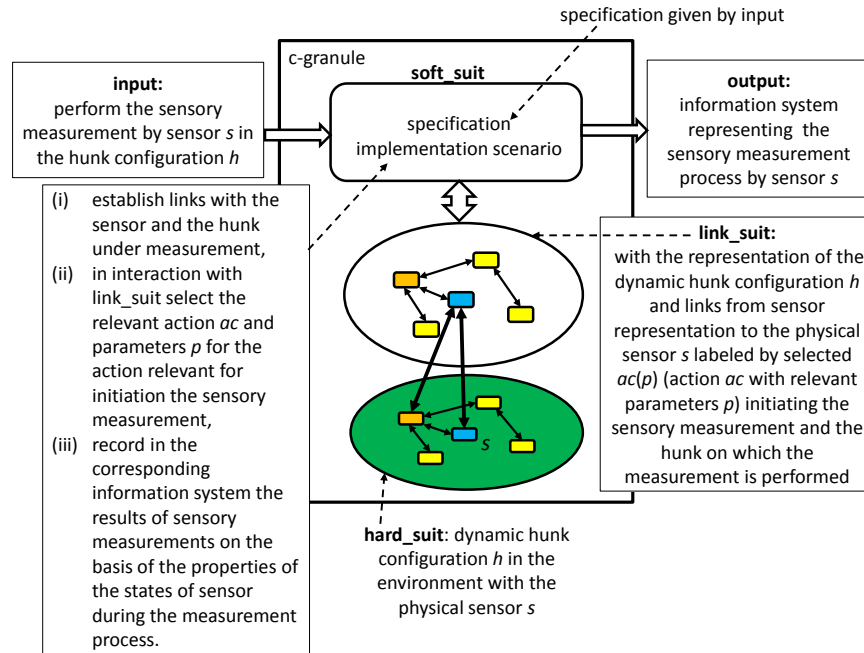 specification given by input
c-granule
soft_suit
input:
perform the sensory
measurement by sensor s in
the hunk configuration h
specification
implementation scenario
output:
information system
representing the
sensory measurement
process by sensor s
(i) establish links with the
sensor and the hunk
under measurement,
(ii) in interaction with
link_suit select the
relevant action ac and
parameters p for the
action relevant for
initiation the sensory
measurement,
(iii) record in the
corresponding
information system the
results of sensory
measurements on the
basis of the properties of
the states of sensor
during the measurement
process.
link_suit:
with the representation of the
dynamic hunk configuration h
and links from sensor
representation to the physical
sensor s labeled by selected
ac(p) (action ac with relevant
parameters p) initiating the
sensory measurement and the
hunk on which the
measurement is performed
s
hard_suit: dynamic hunk
configuration h in the
environment with the
physical sensor s